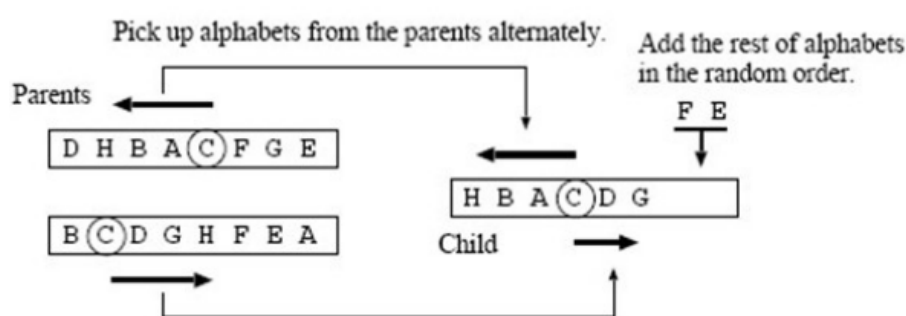 Pick up alphabets from the parents alternately.
Add the rest of alphabets
in the random order.
Parents
F E
D H B A C F G E
H B A C D G
B C D G H F E A
Child